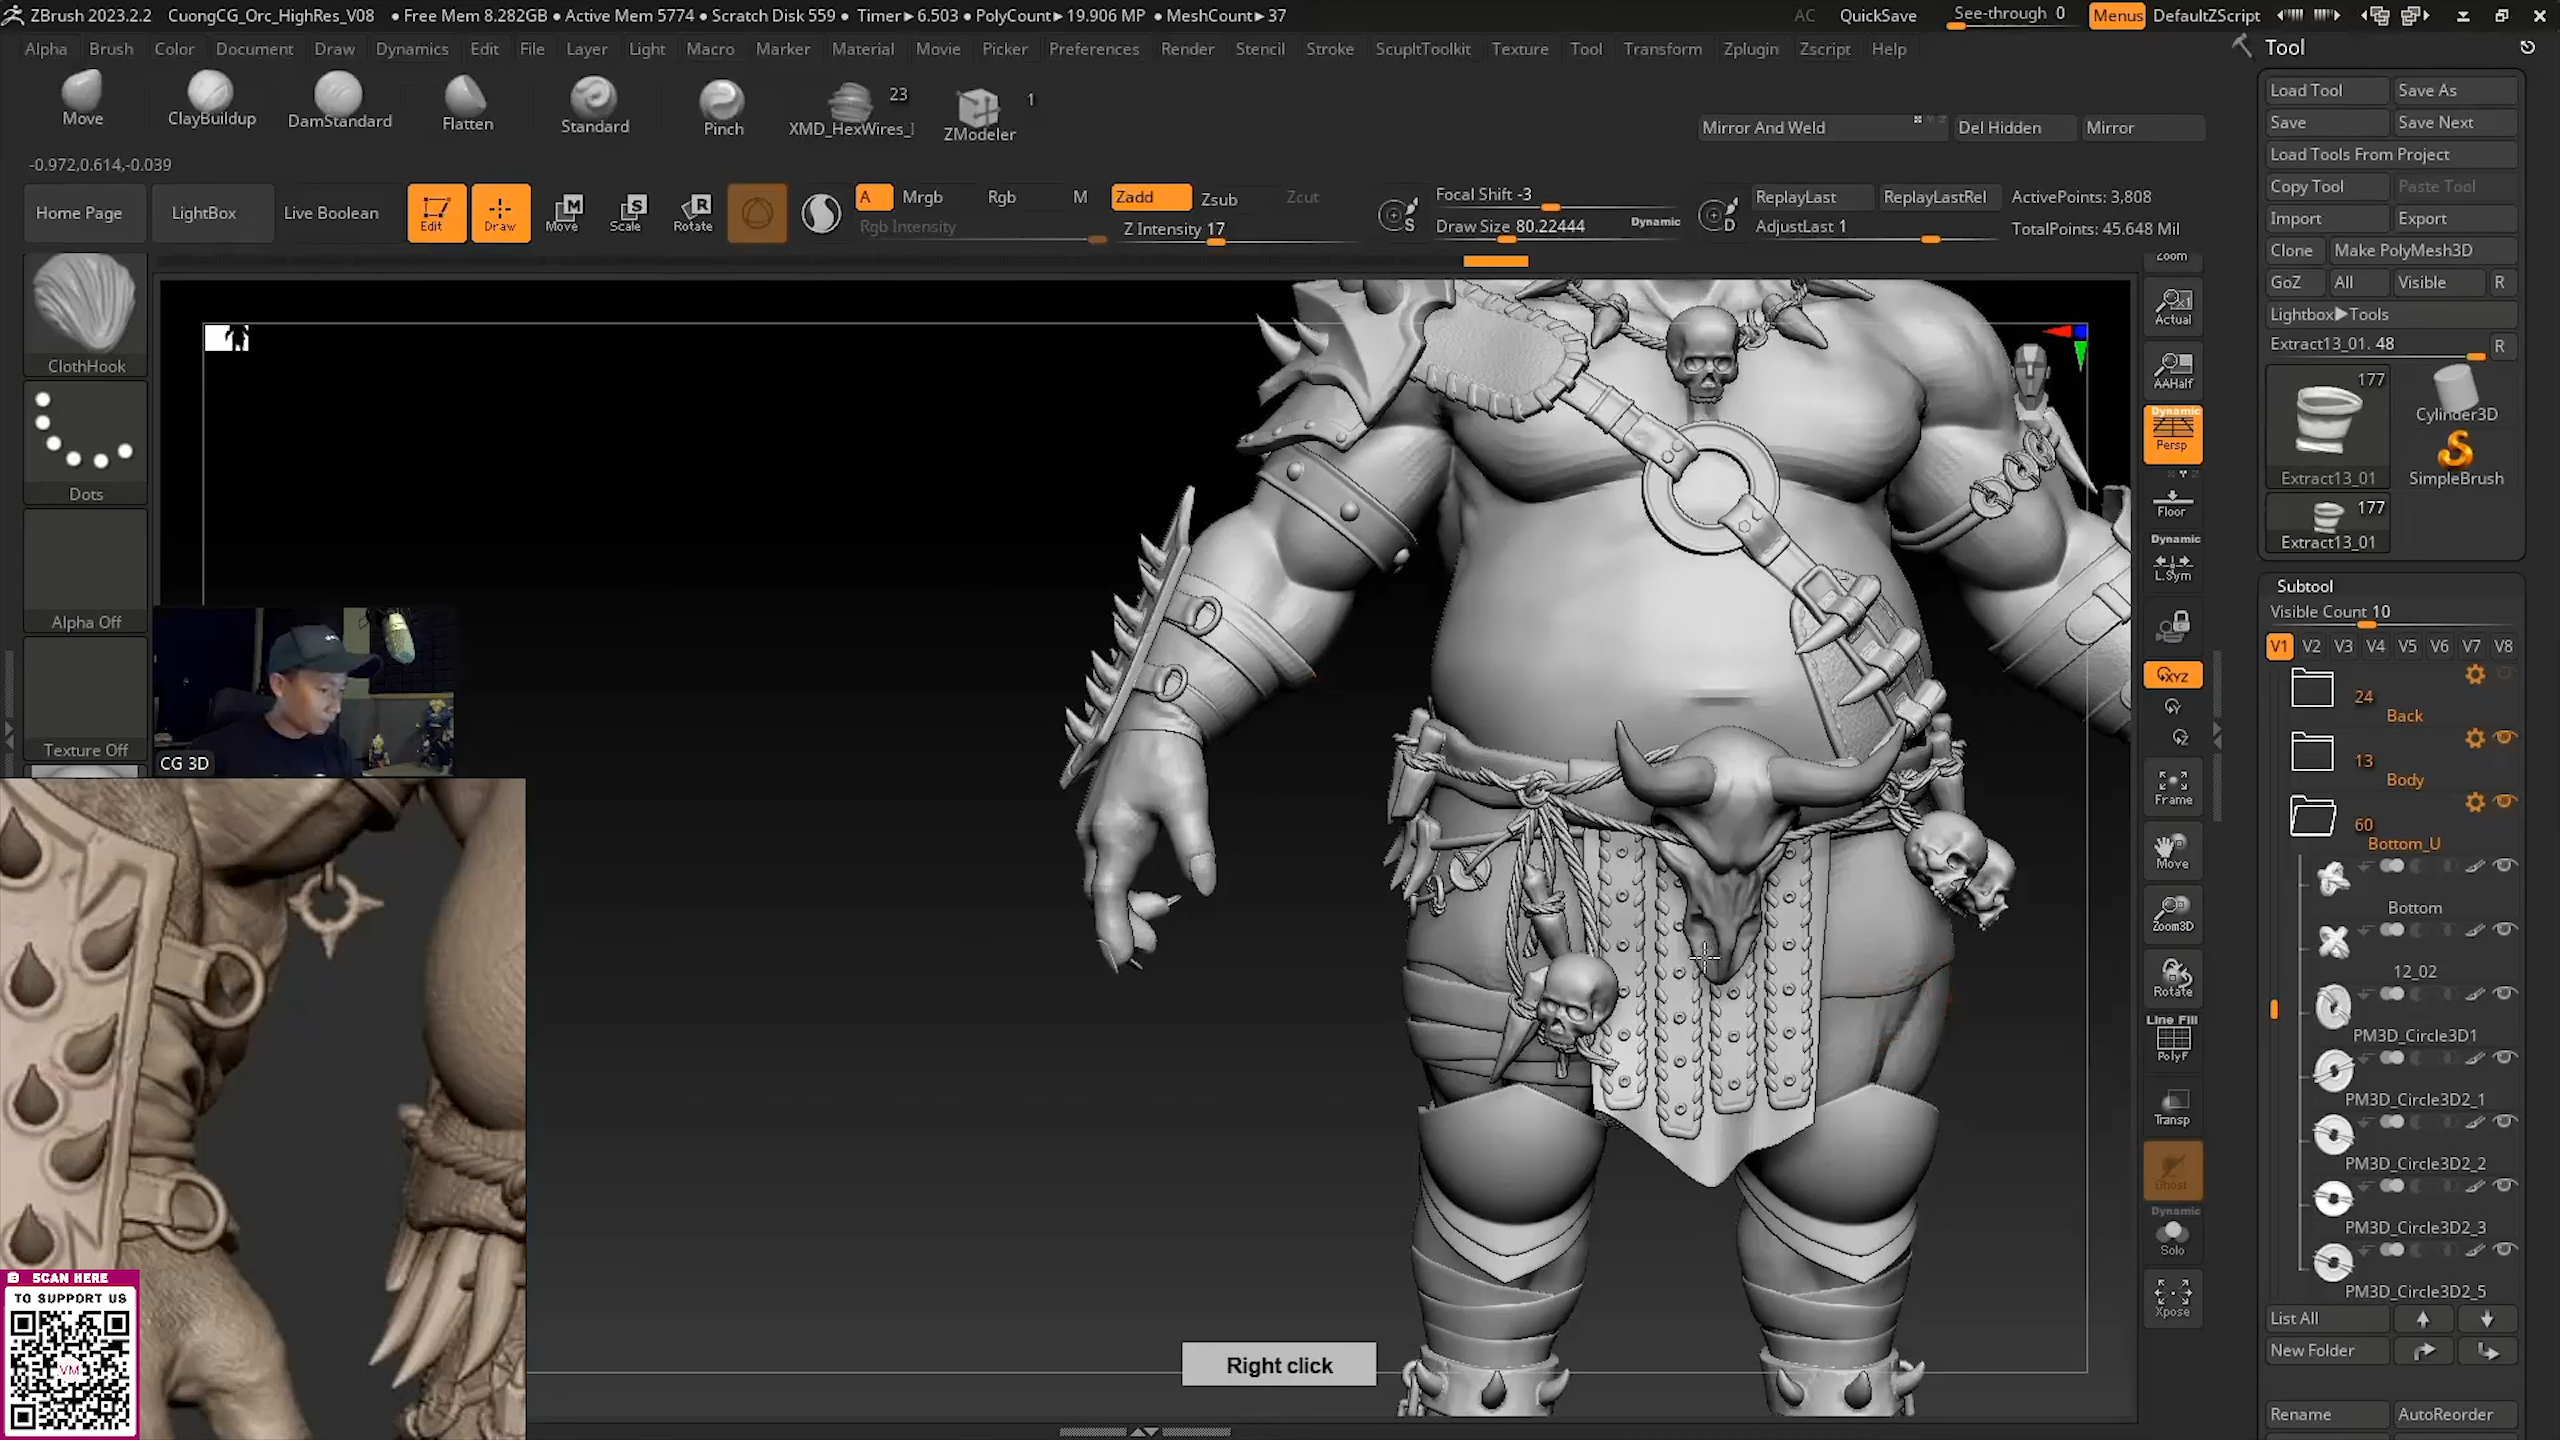 ZBrush 2023.2.2 CuongCG_Orc_HighRes_V08 • Free Mem 8.282GB • Active Mem 5774 • Scratch Disk 559 • Timer▶6.503 • PolyCount▶19.906 MP • MeshCount▶37 AC QuickSave See-through 0 Menus DefaultZScript
Alpha Brush Color Document Draw Dynamics Edit File Layer Light Macro Marker Material Movie Picker Preferences Render Stencil Stroke ScupltToolkit Texture Tool Transform Zplugin Zscript Help
Tool
Move ClayBuildup DamStandard Flatten Standard Pinch XMD_HexWires_ 23 ZModeler 1
Mirror And Weld Del Hidden Mirror
-0.972,0.614,-0.039
Home Page LightBox Live Boolean Edit Draw Move Scale Rotate A Mrgb Rgb M Zadd Zsub Zcut
Rgb Intensity Z Intensity 17
Focal Shift -3
Draw Size 80.22444 Dynamic
S
D
ReplayLast ReplayLastRel
AdjustLast 1
ActivePoints: 3,808
TotalPoints: 45.648 Mil
ClothHook
Dots
Alpha Off
Texture Off
CG 3D
SCAN HERE
TO SUPPORT US
VM
Right click
Zoom
Actual
AAHalf
Dynamic
Persp
Floor
Dynamic
L.Sym
XYZ
Frame
Move
Zoom3D
Rotate
Line Fill
PolyF
Transp
Ghost
Dynamic
Solo
Xpose
Load Tool Save As
Save Save Next
Load Tools From Project
Copy Tool Paste Tool
Import Export
Clone Make PolyMesh3D
GoZ All Visible R
Lightbox▶Tools
Extract13_01. 48 R
177
Extract13_01
Cylinder3D
SimpleBrush
177
Extract13_01
Subtool
Visible Count 10
V1 V2 V3 V4 V5 V6 V7 V8
24
Back
13
Body
60
Bottom_U
Bottom
12_02
PM3D_Circle3D1
PM3D_Circle3D2_1
PM3D_Circle3D2_2
PM3D_Circle3D2_3
PM3D_Circle3D2_5
List All
New Folder
Rename AutoReorder